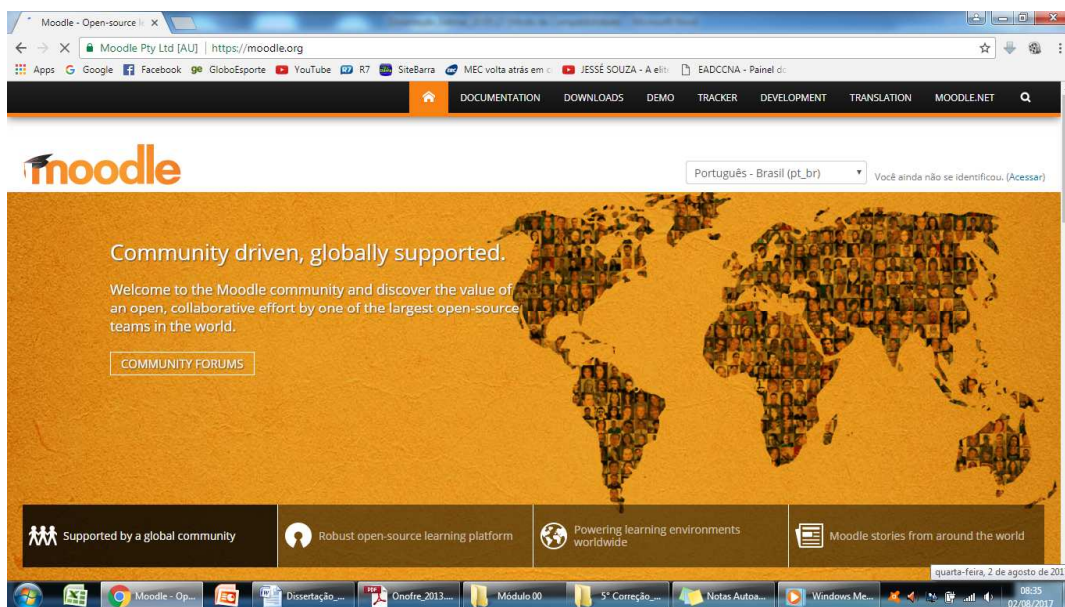 Moodle - Open-source l
Moodle Pty Ltd [AU] | https://moodle.org
Apps Google Facebook GloboEsporte YouTube R7 SiteBarra MEC volta atrás em JESSÉ SOUZA - A elit EADCCNA - Painel d
DOCUMENTATION DOWNLOADS DEMO TRACKER DEVELOPMENT TRANSLATION MOODLE.NET
moodle
Português - Brasil (pt_br) Você ainda não se identificou. (Acessar)
Community driven, globally supported.
Welcome to the Moodle community and discover the value of
an open, collaborative effort by one of the largest open-source
teams in the world.
COMMUNITY FORUMS
Supported by a global community
Robust open-source learning platform
Powering learning environments
worldwide
Moodle stories from around the world
quarta-feira, 2 de agosto de 201
Moodle - Op... Dissertação_... Onofre_2013.... Módulo 00 5° Correção_... Notas Autoa... Windows Me... 08:35
02/08/2017